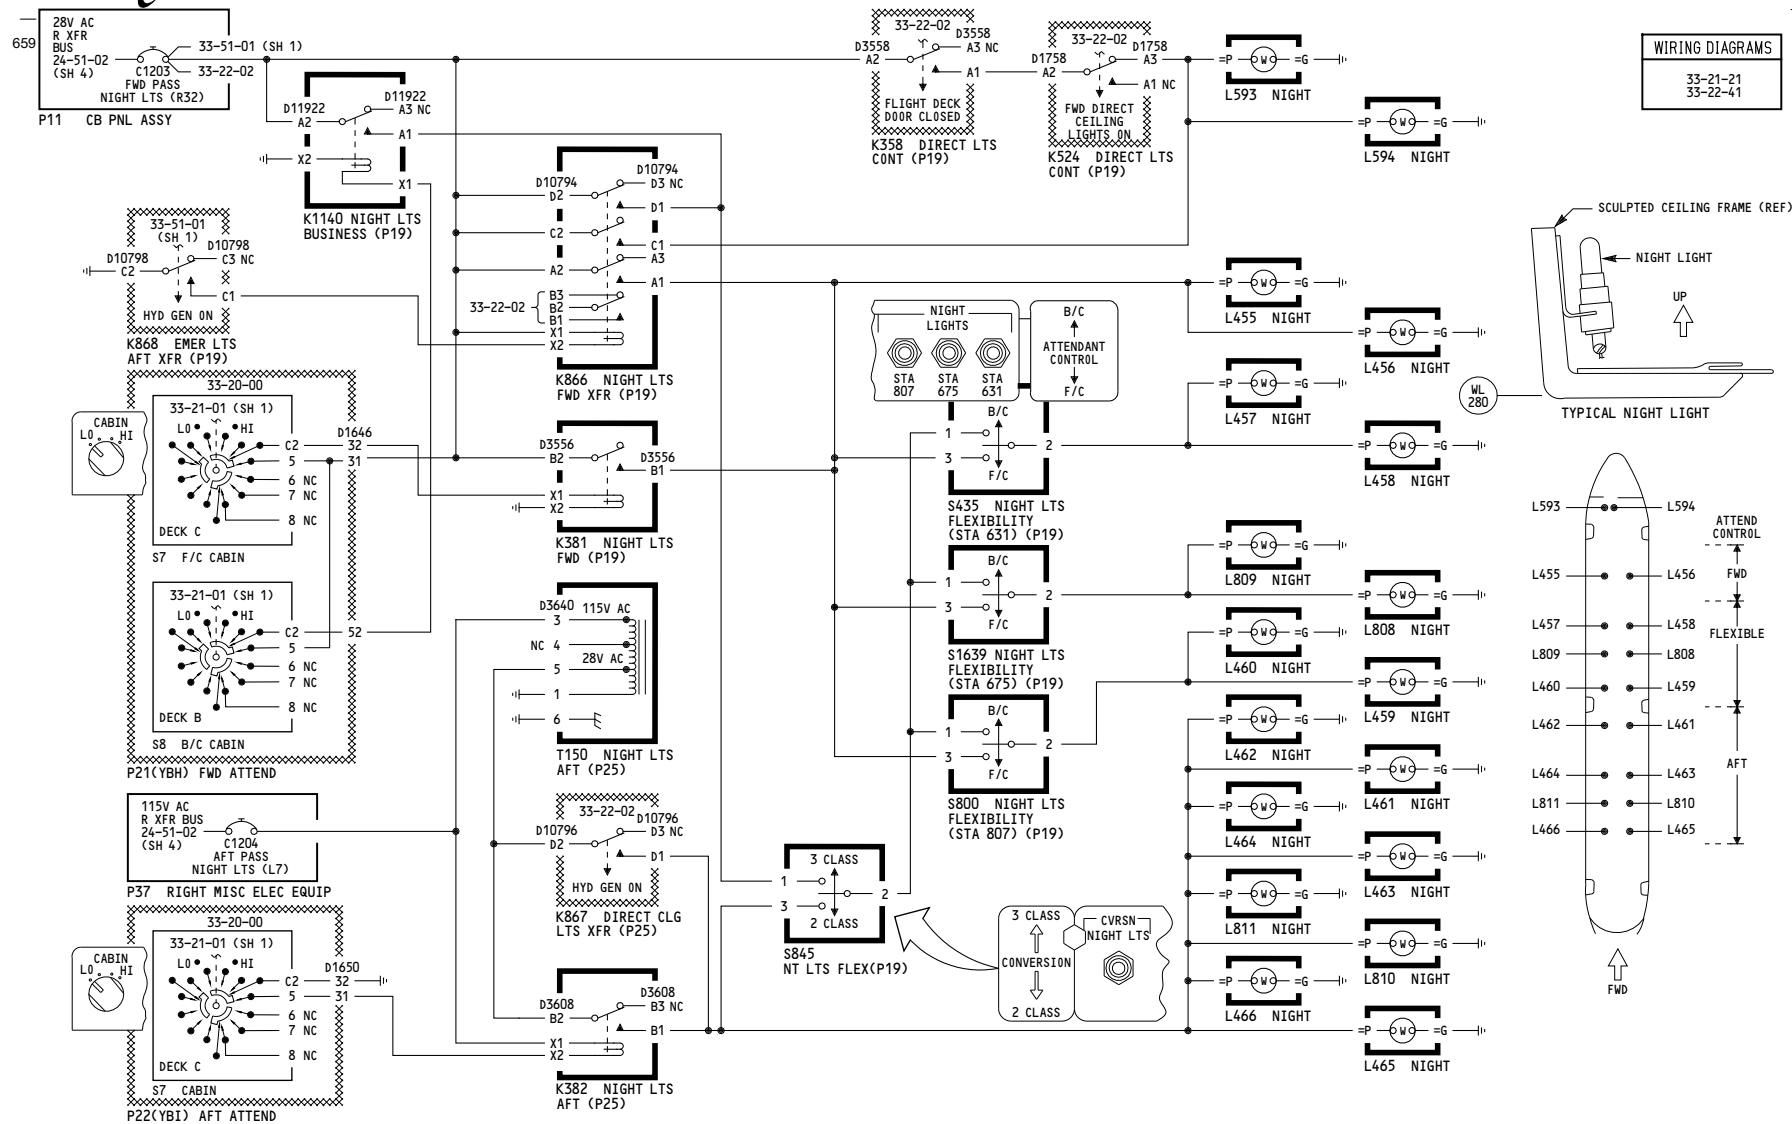 659
28V AC
R XFR
BUS
24-51-02
(SH 4)
33-51-01 (SH 1)
33-22-02
C1203
FWD PASS
NIGHT LTS (R32)
P11 CB PNL ASSY
D11922
A2
D11922
A3 NC
A1
X2
X1
K1140 NIGHT LTS
BUSINESS (P19)
33-51-01
(SH 1)
D10798
C3 NC
D10798
C2
C1
HYD GEN ON
K868 EMER LTS
AFT XFR (P19)
33-20-00
CABIN
LO HI
33-21-01 (SH 1)
LO HI
C2
5
6 NC
7 NC
8 NC
D1646
32
31
DECK C
S7 F/C CABIN
33-21-01 (SH 1)
LO HI
C2
5
6 NC
7 NC
8 NC
52
DECK B
S8 B/C CABIN
P21(YBH) FWD ATTEND
115V AC
R XFR BUS
24-51-02
(SH 4)
C1204
AFT PASS
NIGHT LTS (L7)
P37 RIGHT MISC ELEC EQUIP
33-20-00
CABIN
LO HI
33-21-01 (SH 1)
LO HI
C2
5
6 NC
7 NC
8 NC
D1650
32
31
DECK C
S7 CABIN
P22(YBI) AFT ATTEND
D10794
D2
D10794
D3 NC
D1
C2
C1
A3
A2
A1
33-22-02
B3
B2
B1
X1
X2
K866 NIGHT LTS
FWD XFR (P19)
D3556
B2
D3556
B1
X1
X2
K381 NIGHT LTS
FWD (P19)
D3640
3
115V AC
NC 4
28V AC
5
1
6
T150 NIGHT LTS
AFT (P25)
33-22-02
D10796
D2
D10796
D3 NC
D1
HYD GEN ON
K867 DIRECT CLG
LTS XFR (P25)
D3608
B2
D3608
B3 NC
B1
X1
X2
K382 NIGHT LTS
AFT (P25)
33-22-02
D3558
A2
D3558
A3 NC
A1
FLIGHT DECK
DOOR CLOSED
K358 DIRECT LTS
CONT (P19)
33-22-02
D1758
A2
D1758
A3
A1 NC
FWD DIRECT
CEILING
LIGHTS ON
K524 DIRECT LTS
CONT (P19)
NIGHT
LIGHTS
STA
807
STA
675
STA
631
B/C
ATTENDANT
CONTROL
F/C
B/C
1
3
2
F/C
S435 NIGHT LTS
FLEXIBILITY
(STA 631) (P19)
B/C
1
3
2
F/C
S1639 NIGHT LTS
FLEXIBILITY
(STA 675) (P19)
B/C
1
3
2
F/C
S800 NIGHT LTS
FLEXIBILITY
(STA 807) (P19)
3 CLASS
1
3
2
2 CLASS
S845
NT LTS FLEX(P19)
3 CLASS
CONVERSION
2 CLASS
CVRSN
NIGHT LTS
=P W =G
L593 NIGHT
=P W =G
L594 NIGHT
=P W =G
L455 NIGHT
=P W =G
L456 NIGHT
=P W =G
L457 NIGHT
=P W =G
L458 NIGHT
=P W =G
L809 NIGHT
=P W =G
L808 NIGHT
=P W =G
L460 NIGHT
=P W =G
L459 NIGHT
=P W =G
L462 NIGHT
=P W =G
L461 NIGHT
=P W =G
L464 NIGHT
=P W =G
L463 NIGHT
=P W =G
L811 NIGHT
=P W =G
L810 NIGHT
=P W =G
L466 NIGHT
=P W =G
L465 NIGHT
WIRING DIAGRAMS
33-21-21
33-22-41
SCULPTED CEILING FRAME (REF)
NIGHT LIGHT
UP
WL
280
TYPICAL NIGHT LIGHT
L593 L594
ATTEND
CONTROL
L455 L456
FWD
L457 L458
FLEXIBLE
L809 L808
L460 L459
L462 L461
AFT
L464 L463
L811 L810
L466 L465
FWD